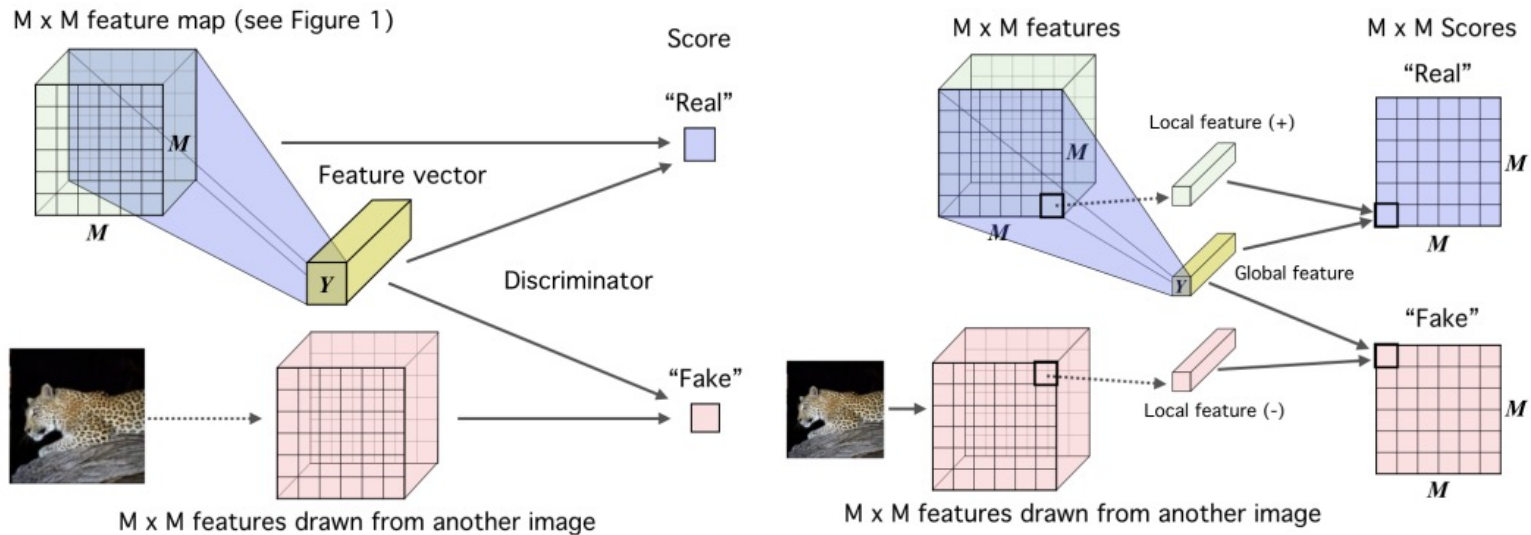 M x M feature map (see Figure 1)
Score
“Real”
M
Feature vector
M
Y
Discriminator
“Fake”
M x M features drawn from another image
M x M features
M x M Scores
“Real”
Local feature (+)
M
M
M
M
Global feature
Y
“Fake”
Local feature (-)
M
M
M x M features drawn from another image